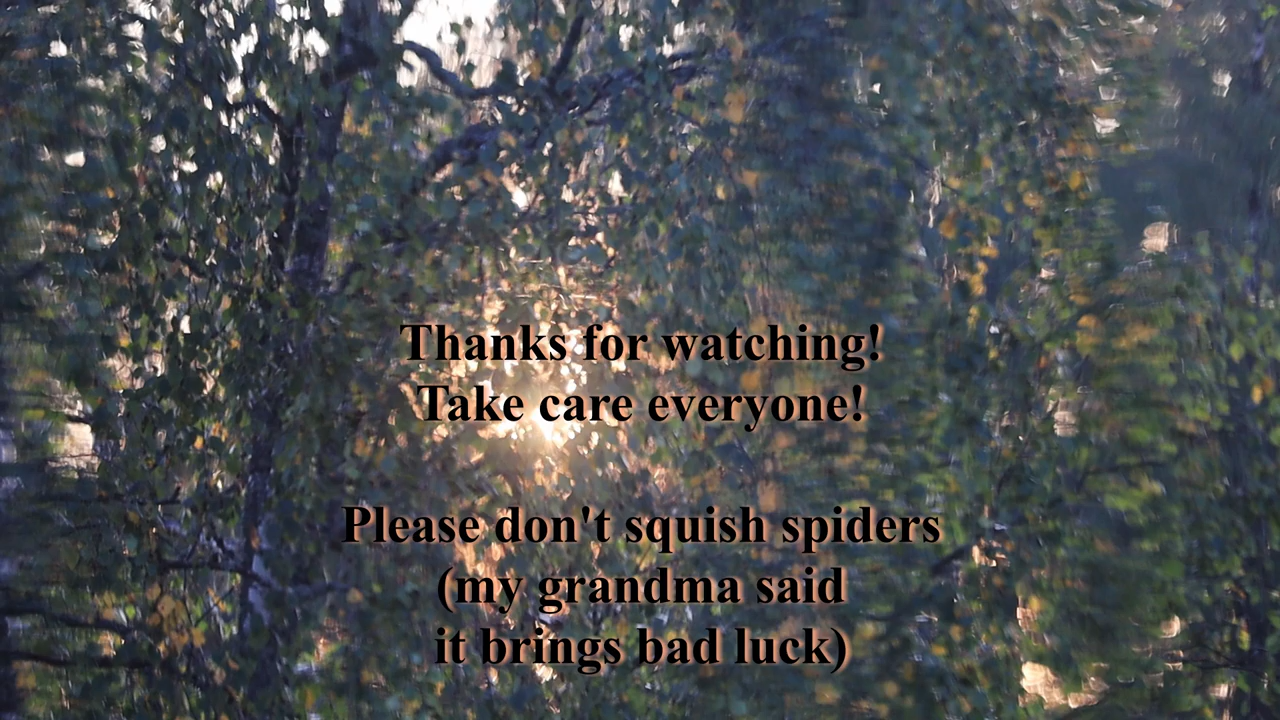 Thanks for watching!
Take care everyone!
Please don't squish spiders
(my grandma said
it brings bad luck)